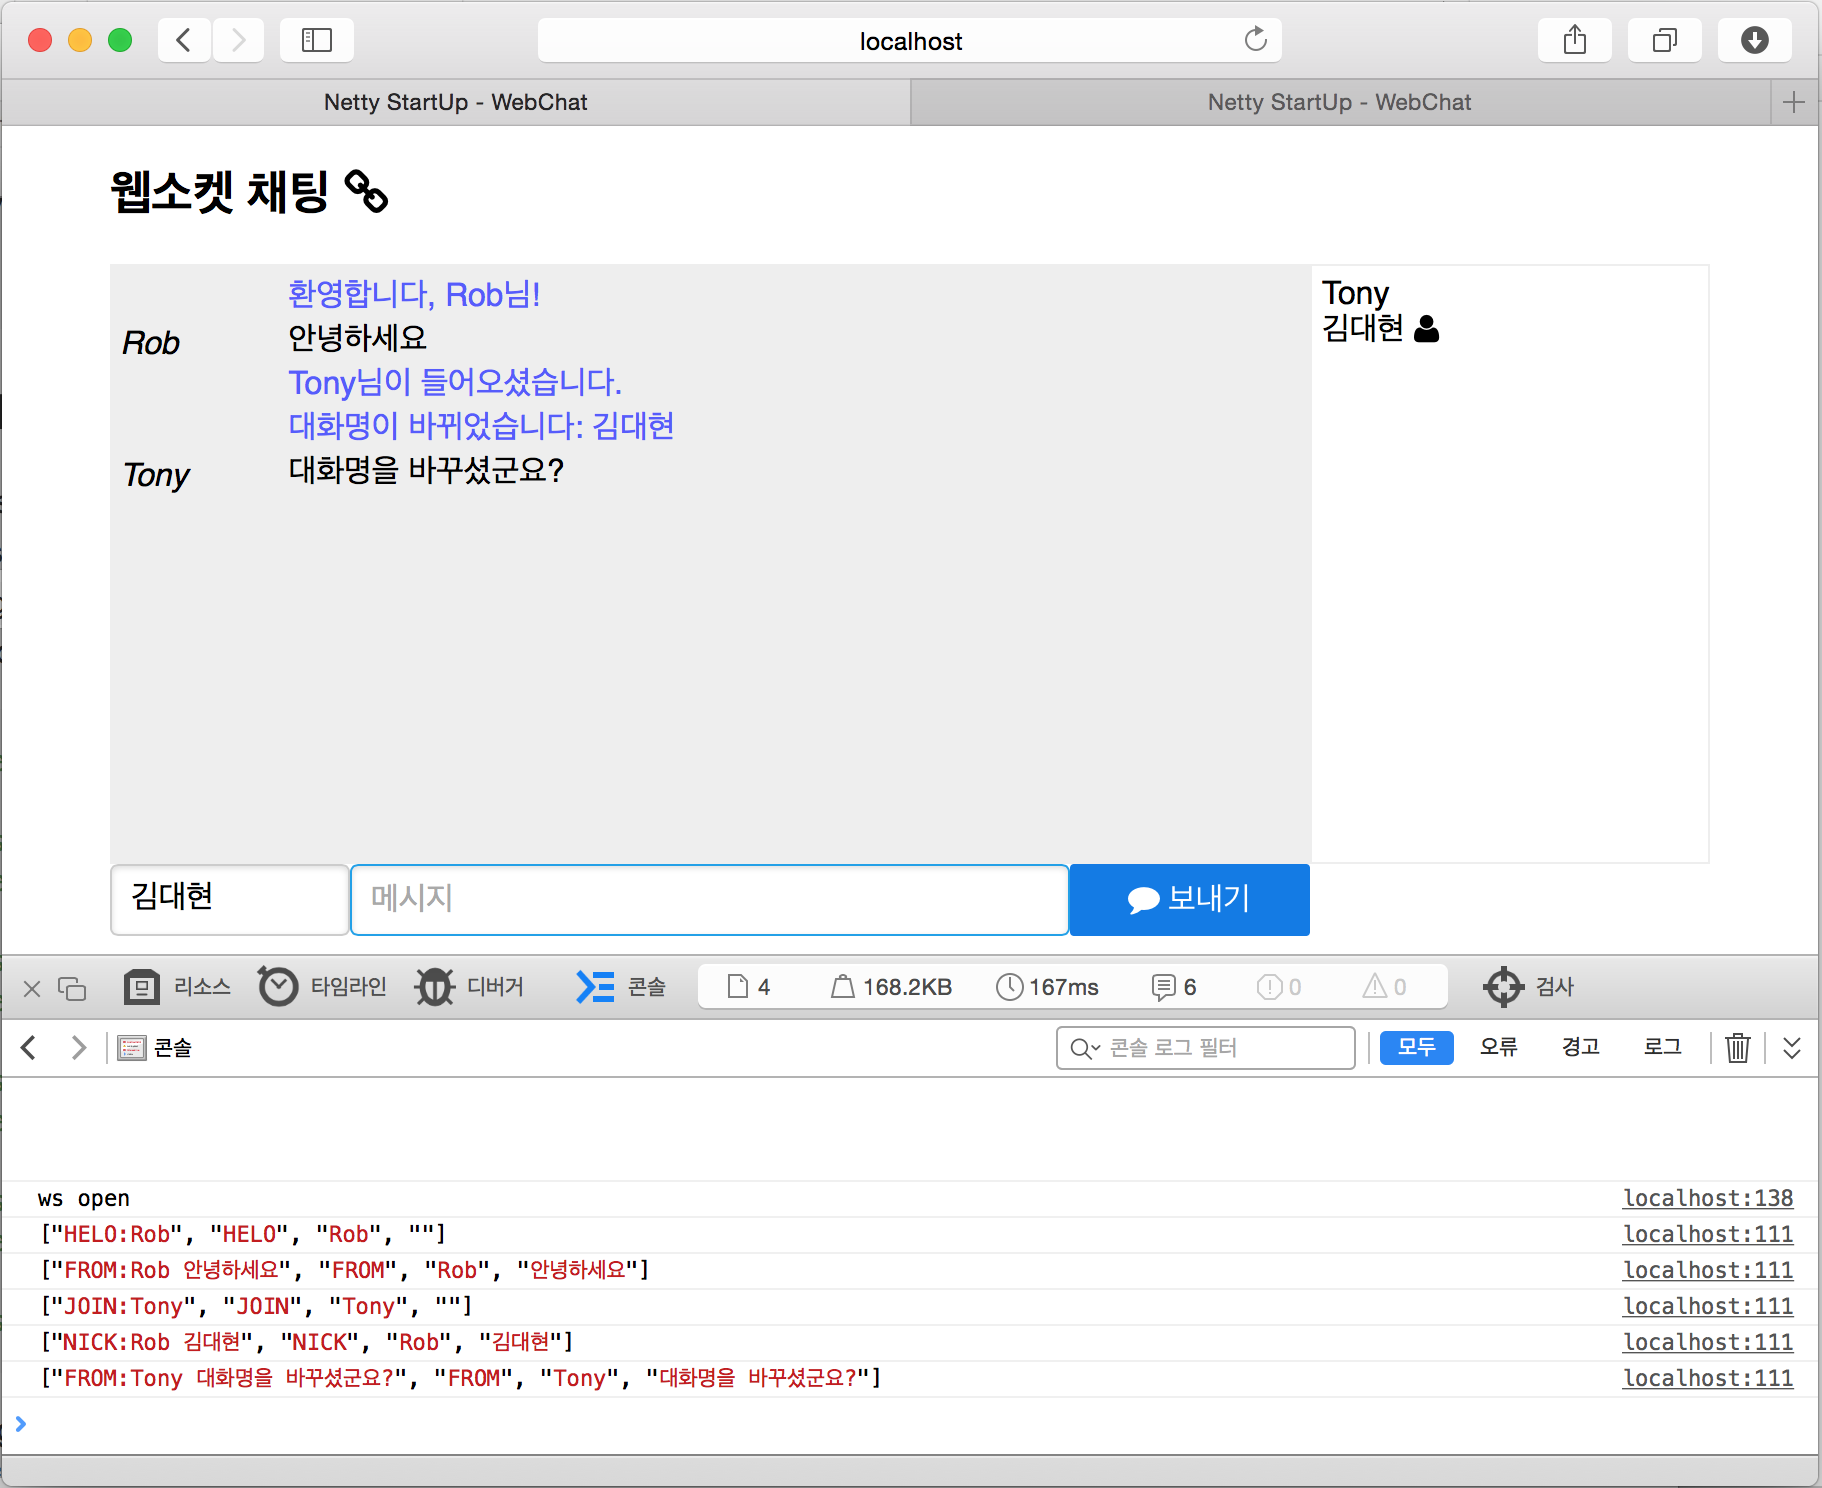 localhost
Netty StartUp - WebChat
Netty StartUp - WebChat
웹소켓 채팅
환영합니다, Rob님!
Rob 안녕하세요
Tony님이 들어오셨습니다.
대화명이 바뀌었습니다: 김대현
Tony 대화명을 바꾸셨군요?
Tony
김대현
김대현 메시지 보내기
리소스 타임라인 디버거 콘솔 4 168.2KB 167ms 6 0 0 검사
콘솔 콘솔 로그 필터 모두 오류 경고 로그
ws open localhost:138
["HELO:Rob", "HELO", "Rob", ""] localhost:111
["FROM:Rob 안녕하세요", "FROM", "Rob", "안녕하세요"] localhost:111
["JOIN:Tony", "JOIN", "Tony", ""] localhost:111
["NICK:Rob 김대현", "NICK", "Rob", "김대현"] localhost:111
["FROM:Tony 대화명을 바꾸셨군요?", "FROM", "Tony", "대화명을 바꾸셨군요?"] localhost:111